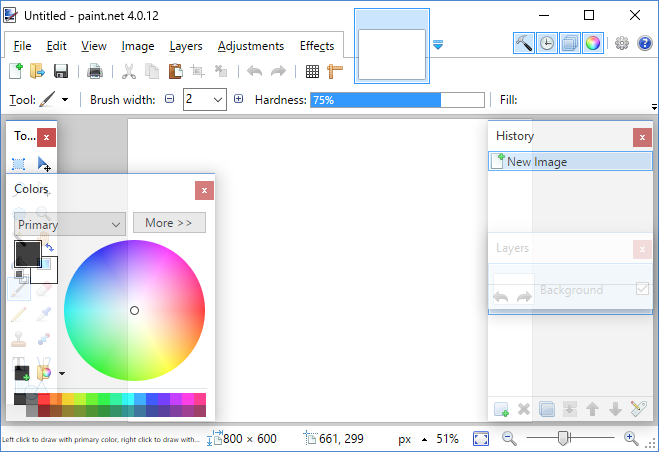 Untitled - paint.net 4.0.12
File Edit View Image Layers Adjustments Effects
Tool: Brush width: 2 Hardness: 75% Fill:
To...
History
New Image
Colors
Primary
More >>
Layers
Background
Left click to draw with primary color, right click to draw with...
800 × 600
661, 299
px
51%